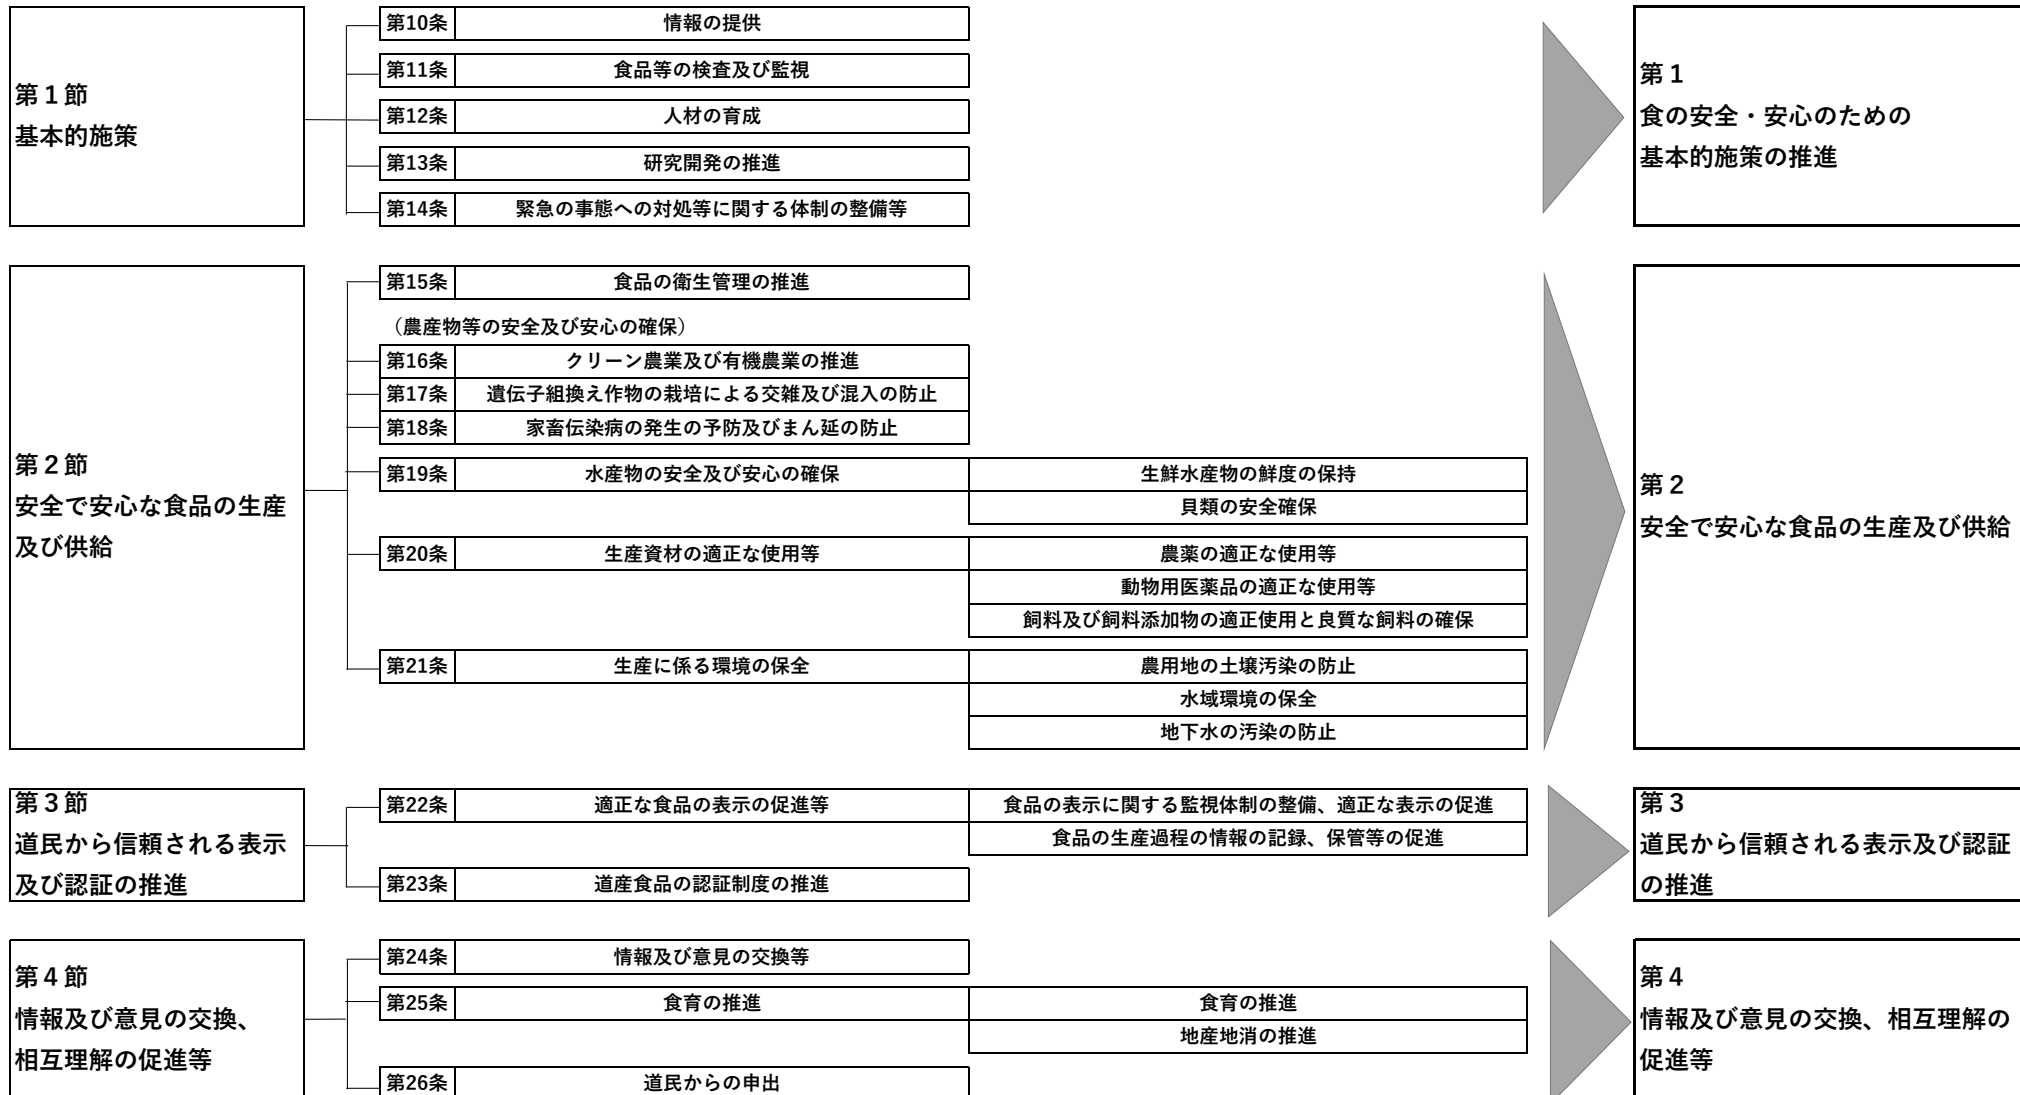 第１節
基本的施策
第10条 情報の提供
第11条 食品等の検査及び監視
第12条 人材の育成
第13条 研究開発の推進
第14条 緊急の事態への対処等に関する体制の整備等
第１
食の安全・安心のための
基本的施策の推進
第２節
安全で安心な食品の生産
及び供給
第15条 食品の衛生管理の推進
（農産物等の安全及び安心の確保）
第16条 クリーン農業及び有機農業の推進
第17条 遺伝子組換え作物の栽培による交雑及び混入の防止
第18条 家畜伝染病の発生の予防及びまん延の防止
第19条 水産物の安全及び安心の確保 生鮮水産物の鮮度の保持
貝類の安全確保
第20条 生産資材の適正な使用等 農薬の適正な使用等
動物用医薬品の適正な使用等
飼料及び飼料添加物の適正使用と良質な飼料の確保
第21条 生産に係る環境の保全 農用地の土壌汚染の防止
水域環境の保全
地下水の汚染の防止
第２
安全で安心な食品の生産及び供給
第３節
道民から信頼される表示
及び認証の推進
第22条 適正な食品の表示の促進等 食品の表示に関する監視体制の整備、適正な表示の促進
食品の生産過程の情報の記録、保管等の促進
第23条 道産食品の認証制度の推進
第３
道民から信頼される表示及び認証
の推進
第４節
情報及び意見の交換、
相互理解の促進等
第24条 情報及び意見の交換等
第25条 食育の推進 食育の推進
地産地消の推進
第26条 道民からの申出
第４
情報及び意見の交換、相互理解の
促進等